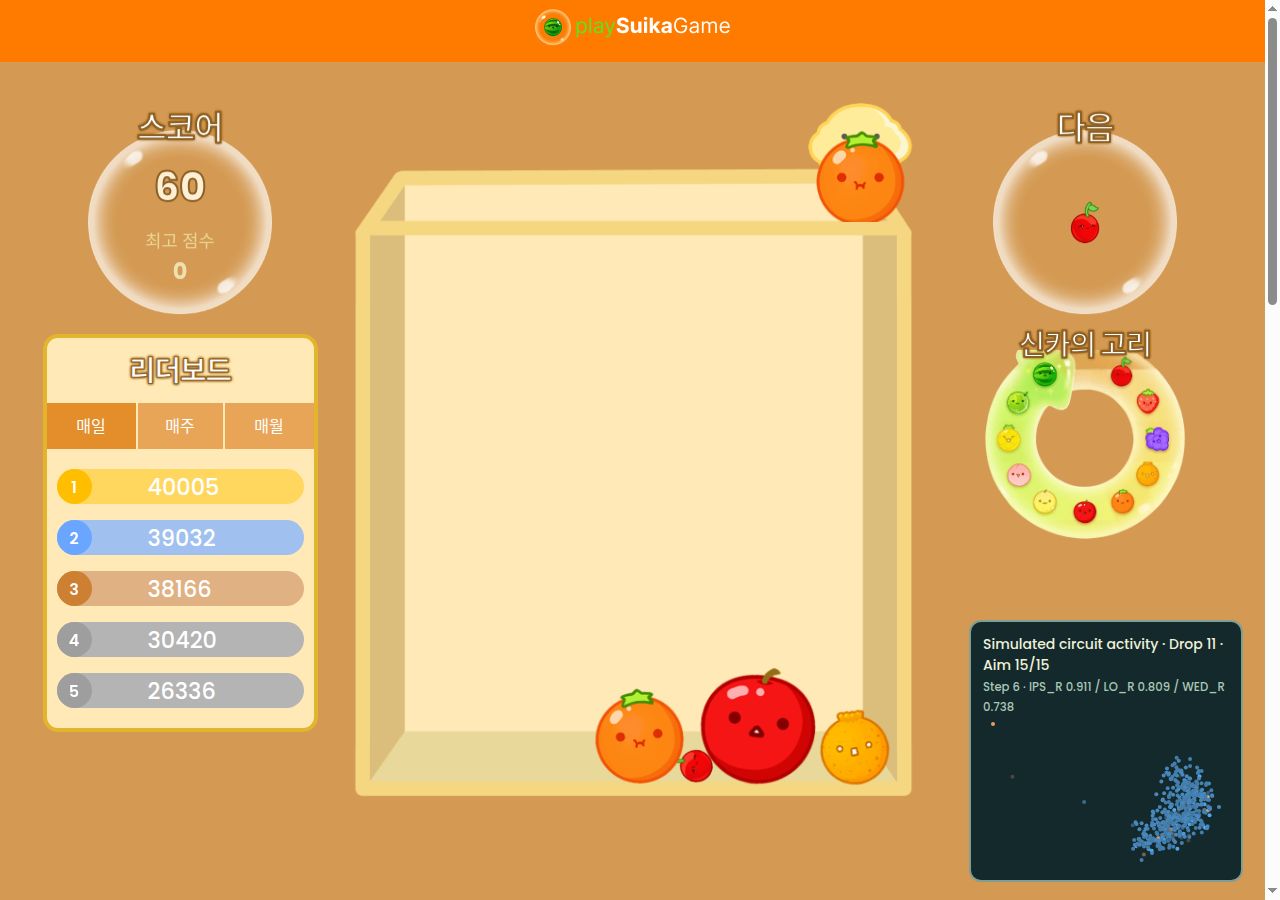 playSuikaGame
스코어
60
최고 점수
0
리더보드
매일 매주 매월
1 40005
2 39032
3 38166
4 30420
5 26336
다음
신카의 고리
Simulated circuit activity · Drop 11 ·
Aim 15/15
Step 6 · IPS_R 0.911 / LO_R 0.809 / WED_R
0.738